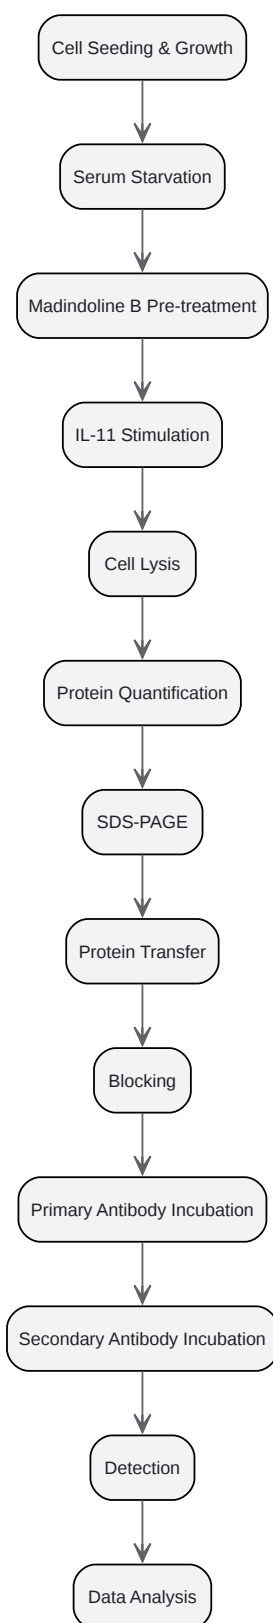 Cell Seeding & Growth
Serum Starvation
Madindoline B Pre-treatment
IL-11 Stimulation
Cell Lysis
Protein Quantification
SDS-PAGE
Protein Transfer
Blocking
Primary Antibody Incubation
Secondary Antibody Incubation
Detection
Data Analysis